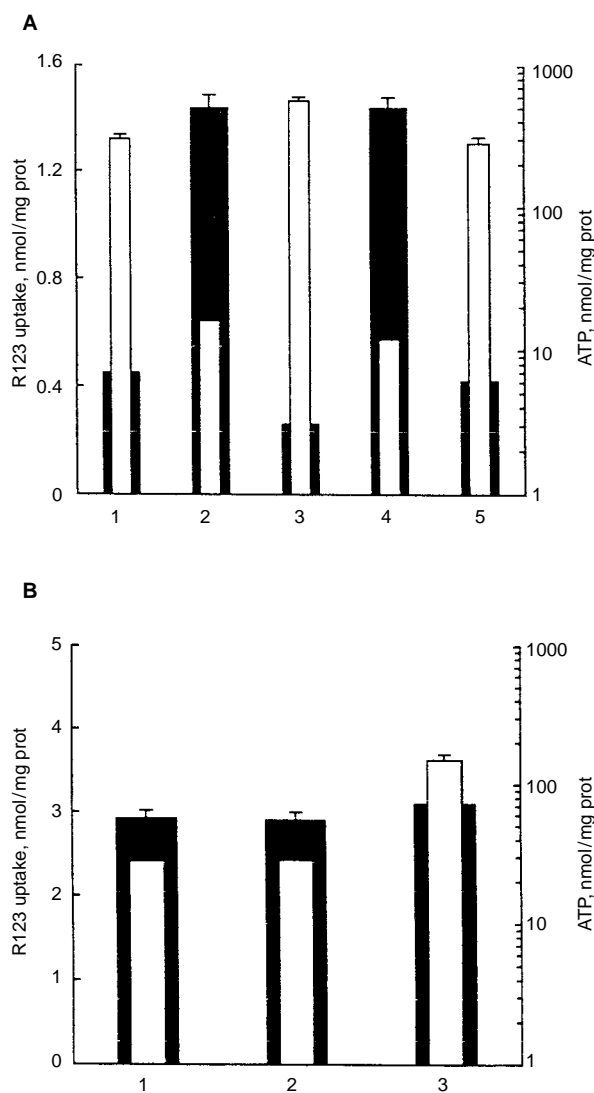 A
R123 uptake, nmol/mg prot
1.6
1.2
0.8
0.4
0
1000
100
10
1
ATP, nmol/mg prot
1 2 3 4 5
B
R123 uptake, nmol/mg prot
5
4
3
2
1
0
1000
100
10
1
ATP, nmol/mg prot
1 2 3